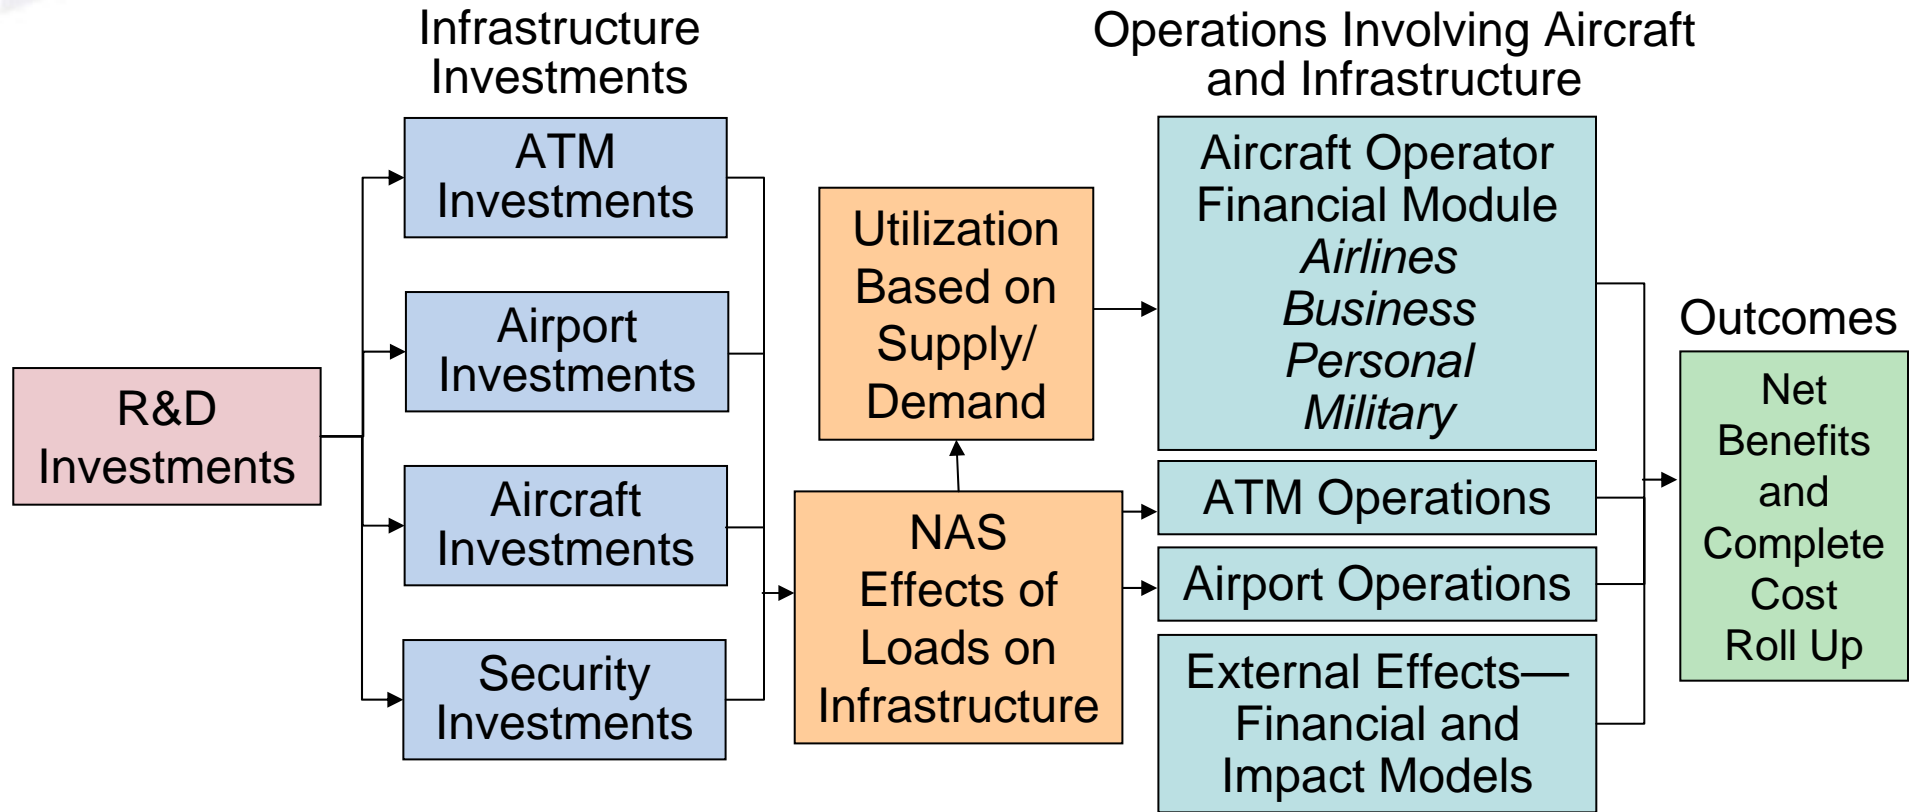 Infrastructure
Investments
Operations Involving Aircraft
and Infrastructure
R&D
Investments
ATM
Investments
Airport
Investments
Aircraft
Investments
Security
Investments
Utilization
Based on
Supply/
Demand
NAS
Effects of
Loads on
Infrastructure
Aircraft Operator
Financial Module
Airlines
Business
Personal
Military
ATM Operations
Airport Operations
External Effects—
Financial and
Impact Models
Outcomes
Net
Benefits
and
Complete
Cost
Roll Up